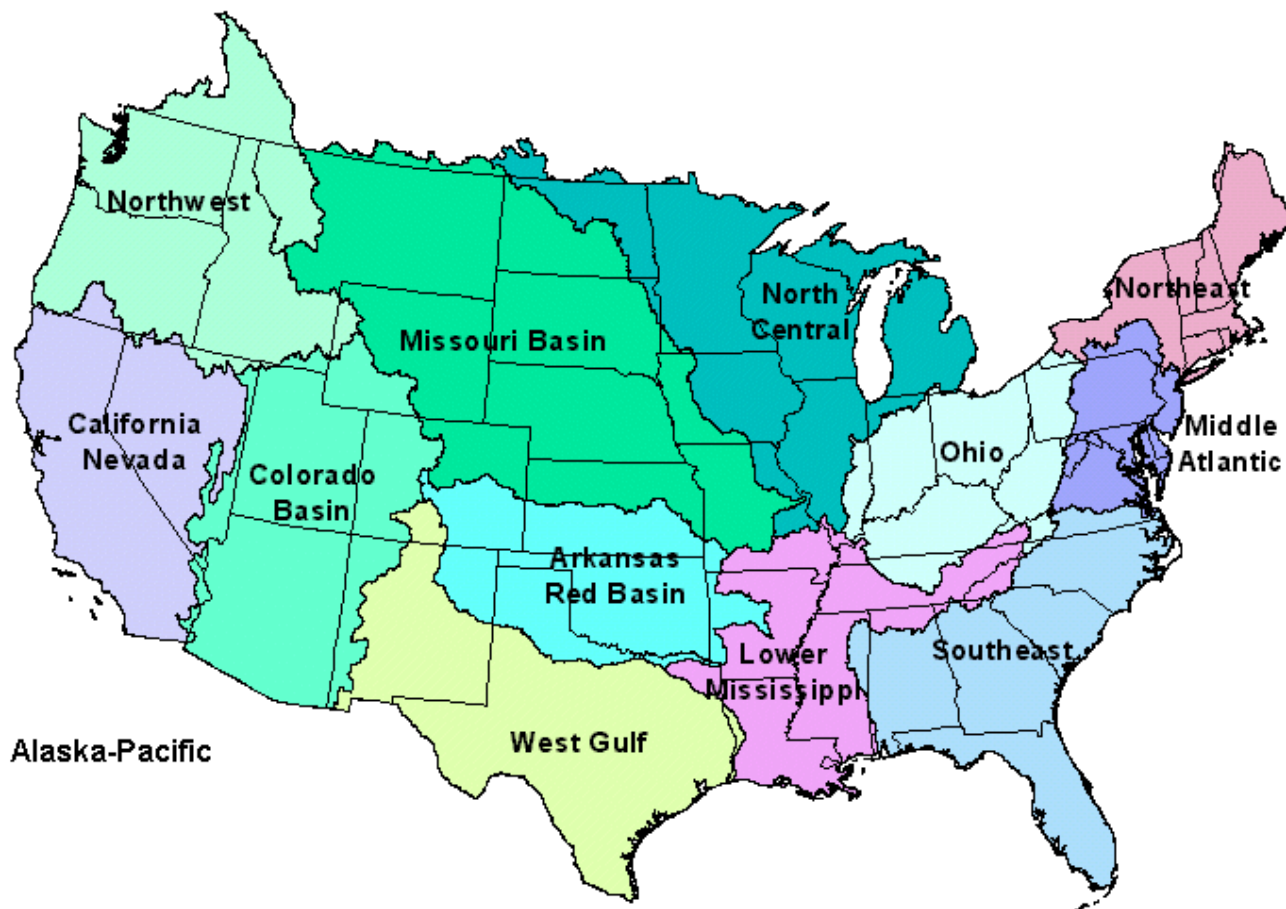 Northwest
Northeast
North
Central
Missouri Basin
California
Nevada
Middle
Atlantic
Ohio
Colorado
Basin
Arkansas
Red Basin
Lower
Mississippi
Southeast
West Gulf
Alaska-Pacific